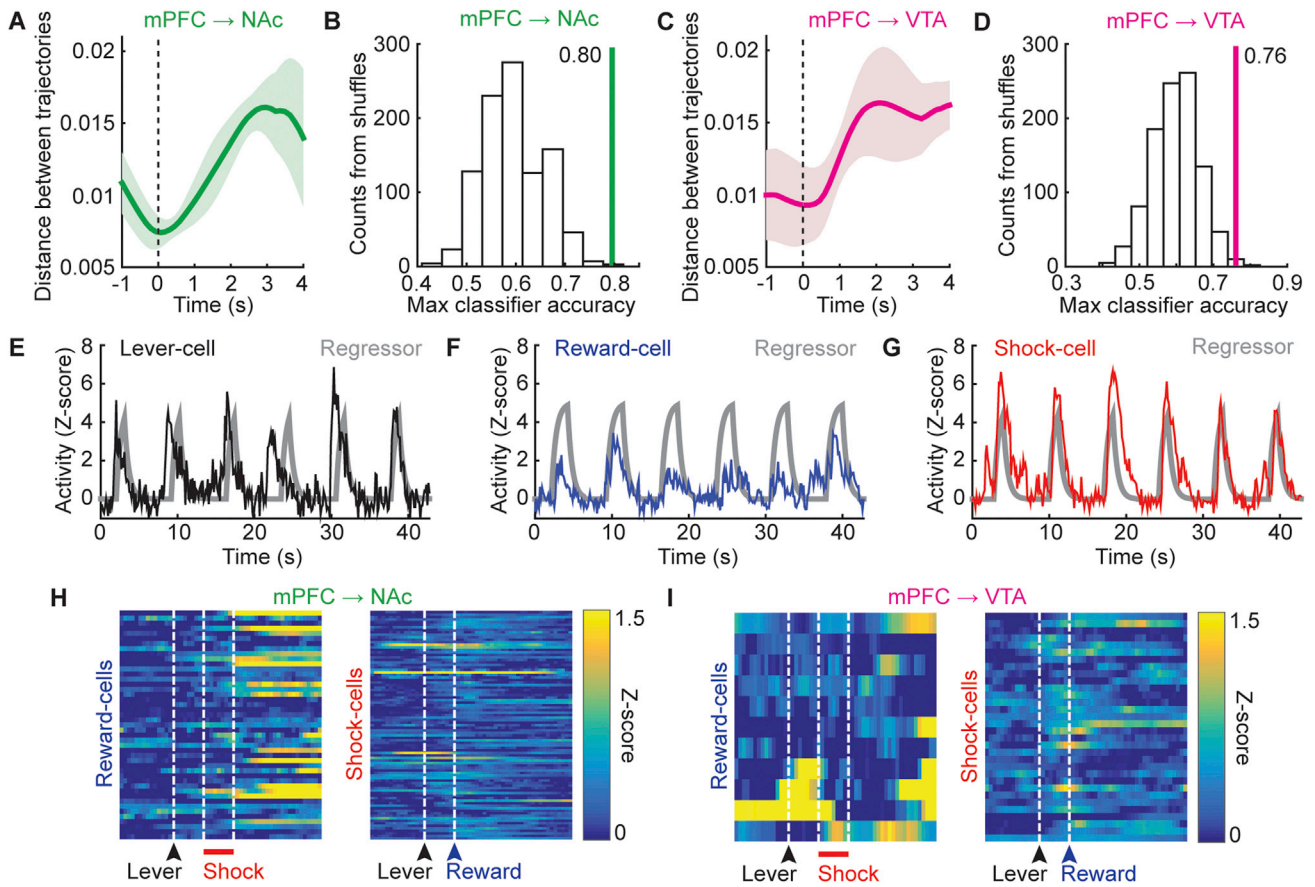 A
mPFC → NAc
Distance between trajectories
0.02
0.015
0.01
0.005
-1 0 1 2 3 4
Time (s)
B
mPFC → NAc
0.80
Counts from shuffles
300
200
100
0
0.4 0.5 0.6 0.7 0.8 0.9
Max classifier accuracy
C
mPFC → VTA
Distance between trajectories
0.02
0.015
0.01
0.005
-1 0 1 2 3 4
Time (s)
D
mPFC → VTA
0.76
Counts from shuffles
300
200
100
0
0.3 0.5 0.7 0.9
Max classifier accuracy
E
Lever-cell
Regressor
Activity (Z-score)
8
6
4
2
0
0 10 20 30 40
Time (s)
F
Reward-cell
Regressor
Activity (Z-score)
8
6
4
2
0
0 10 20 30 40
Time (s)
G
Shock-cell
Regressor
Activity (Z-score)
8
6
4
2
0
0 10 20 30 40
Time (s)
H
mPFC → NAc
Reward-cells
Lever
Shock
Shock-cells
Lever
Reward
1.5
Z-score
0
I
mPFC → VTA
Reward-cells
Lever
Shock
Shock-cells
Lever
Reward
1.5
Z-score
0